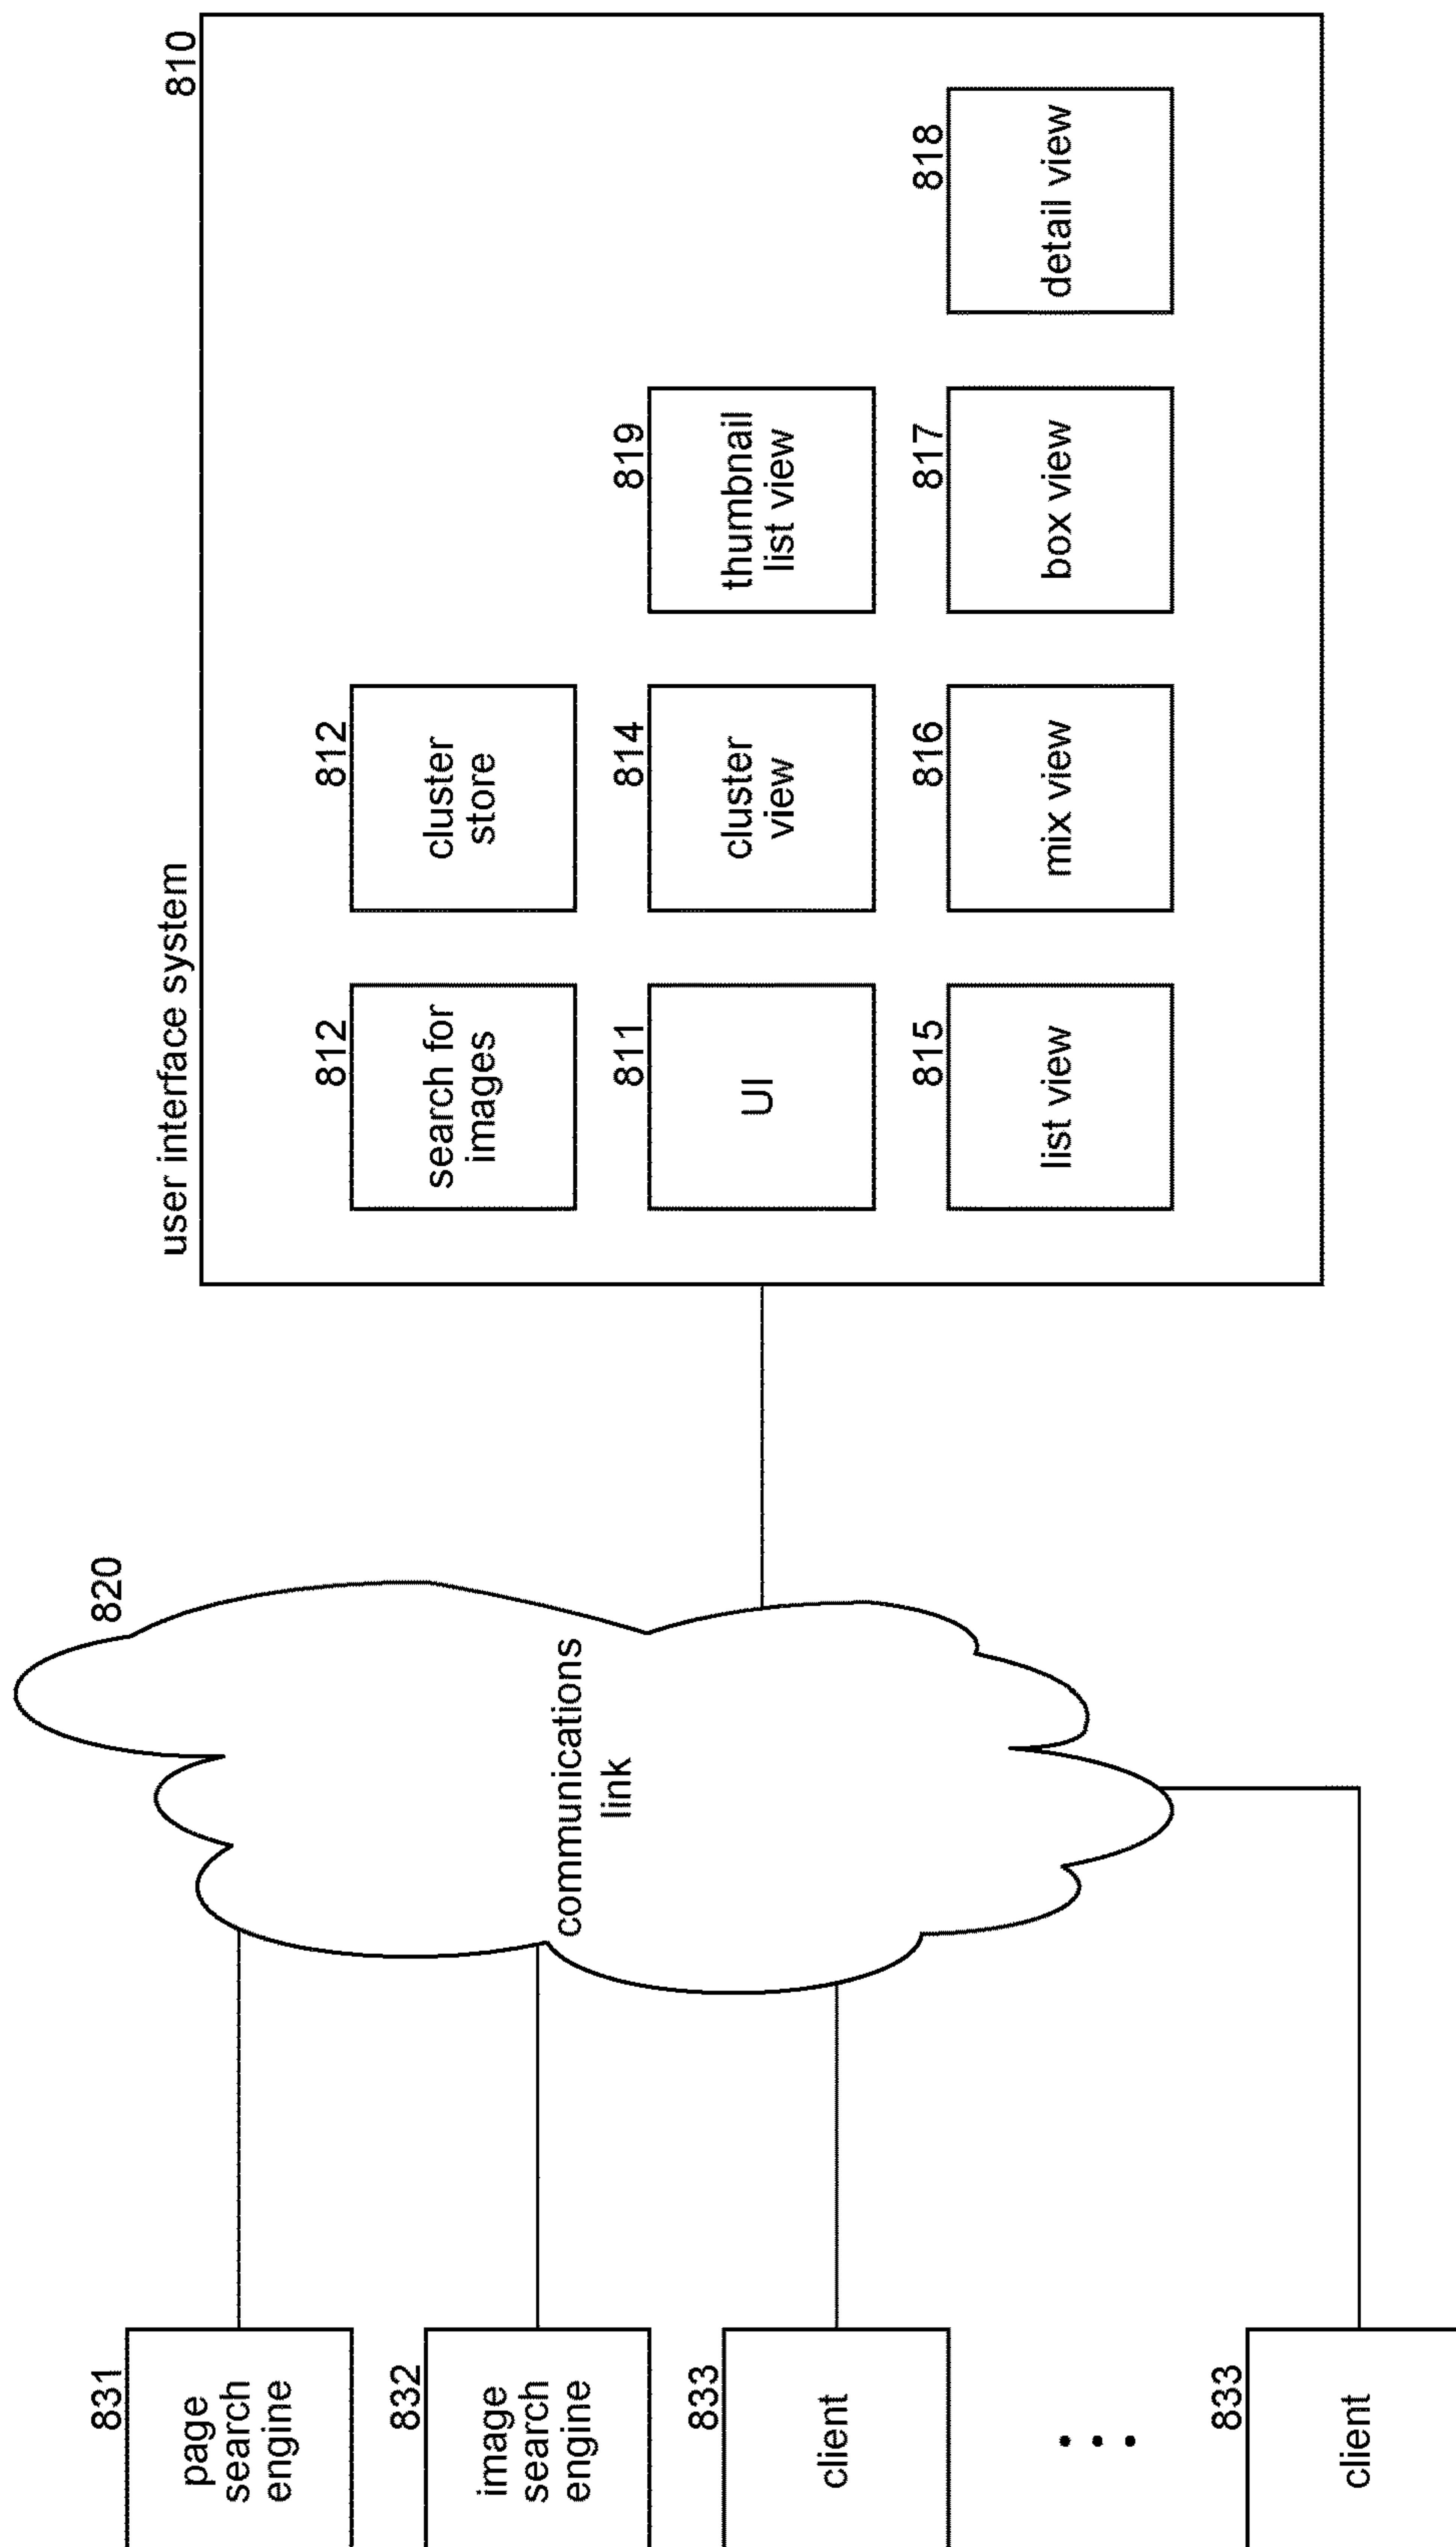 831
page
search
engine
832
image
search
engine
833
client
833
client
820
communications
link
user interface system
810
812
search for
images
812
cluster
store
811
UI
814
cluster
view
819
thumbnail
list view
815
list view
816
mix view
817
box view
818
detail view